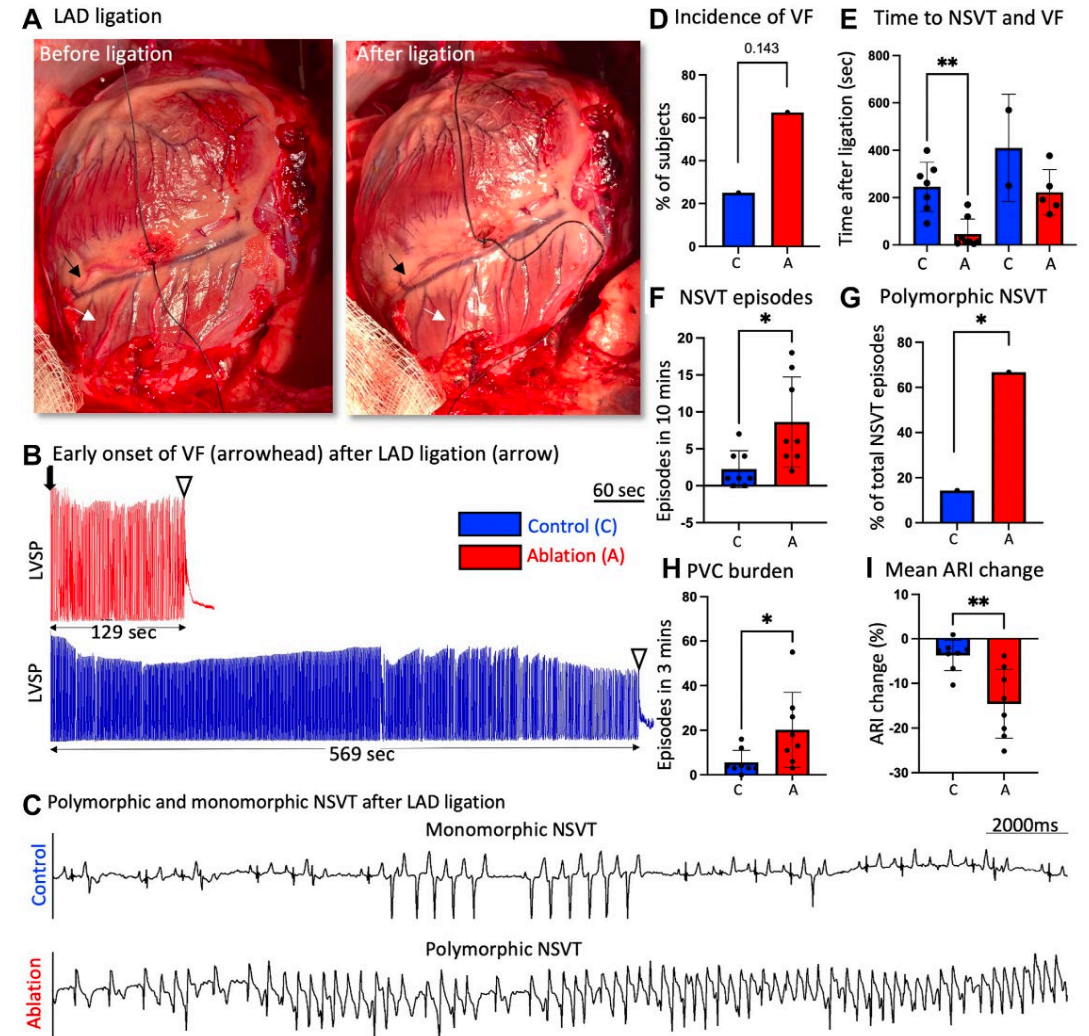 A LAD ligation
Before ligation
After ligation
B Early onset of VF (arrowhead) after LAD ligation (arrow)
60 sec
Control (C)
Ablation (A)
LVSP
129 sec
LVSP
569 sec
C Polymorphic and monomorphic NSVT after LAD ligation
2000ms
Monomorphic NSVT
Control
Polymorphic NSVT
Ablation
D Incidence of VF
0.143
% of subjects
80
60
40
20
0
C A
E Time to NSVT and VF
**
Time after ligation (sec)
800
600
400
200
0
C A C A
F NSVT episodes
*
Episodes in 10 mins
20
15
10
5
0
-5
C A
G Polymorphic NSVT
*
% of total NSVT episodes
80
60
40
20
0
C A
H PVC burden
*
Episodes in 3 mins
80
60
40
20
0
C A
I Mean ARI change
**
ARI change (%)
10
0
-10
-20
-30
C A